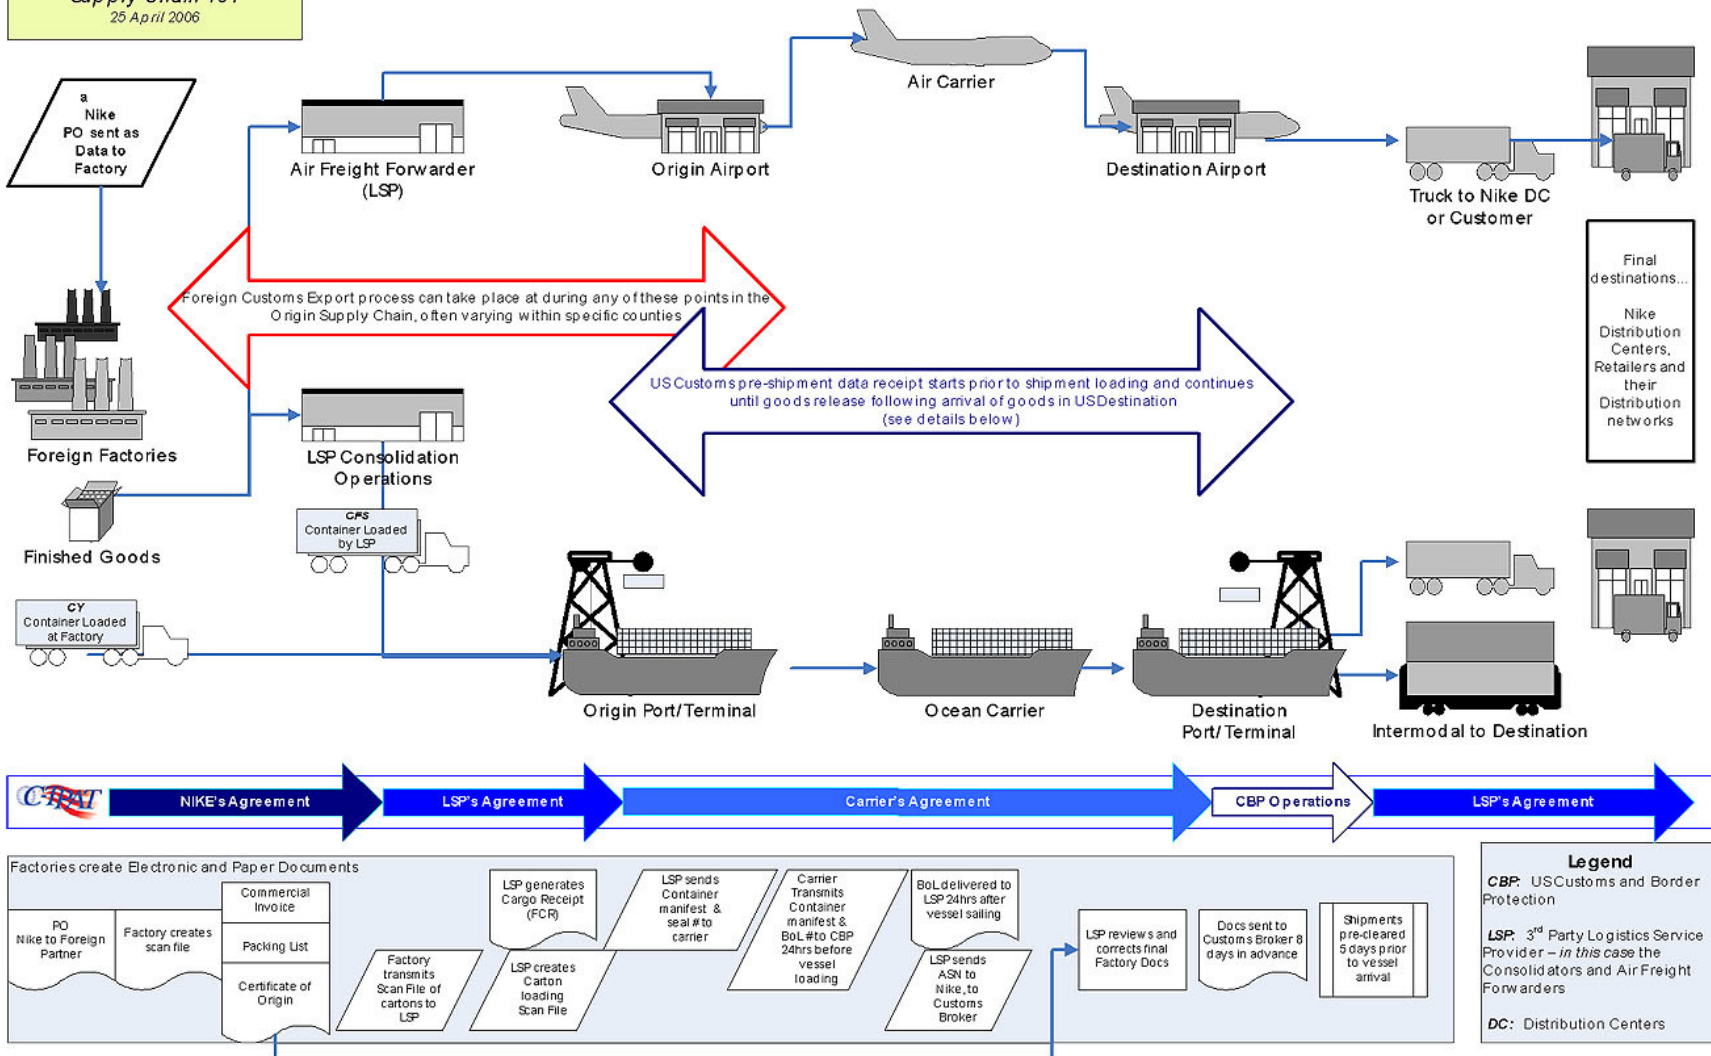 Supply Chain 101
25 April 2006
a
Nike
PO sent as
Data to
Factory
Air Freight Forwarder
(LSP)
Origin Airport
Air Carrier
Destination Airport
Truck to Nike DC
or Customer
Foreign Customs Export process can take place at during any of these points in the
Origin Supply Chain, often varying within specific counties
US Customs pre-shipment data receipt starts prior to shipment loading and continues
until goods release following arrival of goods in US Destination
(see details below)
Final
destinations...
Nike
Distribution
Centers,
Retailers and
their
Distribution
networks
Foreign Factories
LSP Consolidation
Operations
Finished Goods
CFS
Container Loaded
by LSP
CY
Container Loaded
at Factory
Origin Port/Terminal
Ocean Carrier
Destination
Port/Terminal
Intermodal to Destination
C-TPAT
NIKE's Agreement
LSP's Agreement
Carrier's Agreement
CBP Operations
LSP's Agreement
Factories create Electronic and Paper Documents
PO
Nike to Foreign
Partner
Factory creates
scan file
Commercial
Invoice
Packing List
Certificate of
Origin
Factory
transmits
Scan File of
cartons to
LSP
LSP generates
Cargo Receipt
(FCR)
LSP creates
Carton
loading
Scan File
LSP sends
Container
manifest &
seal # to
carrier
Carrier
Transmits
Container
manifest &
BoL # to CBP
24hrs before
vessel
loading
BoL delivered to
LSP 24hrs after
vessel sailing
LSP sends
ASN to
Nike, to
Customs
Broker
LSP reviews and
corrects final
Factory Docs
Docs sent to
Customs Broker 8
days in advance
Shipments
pre-cleared
5 days prior
to vessel
arrival
Legend
CBP: US Customs and Border
Protection
LSP: 3rd Party Logistics Service
Provider – in this case the
Consolidators and Air Freight
Forwarders
DC: Distribution Centers